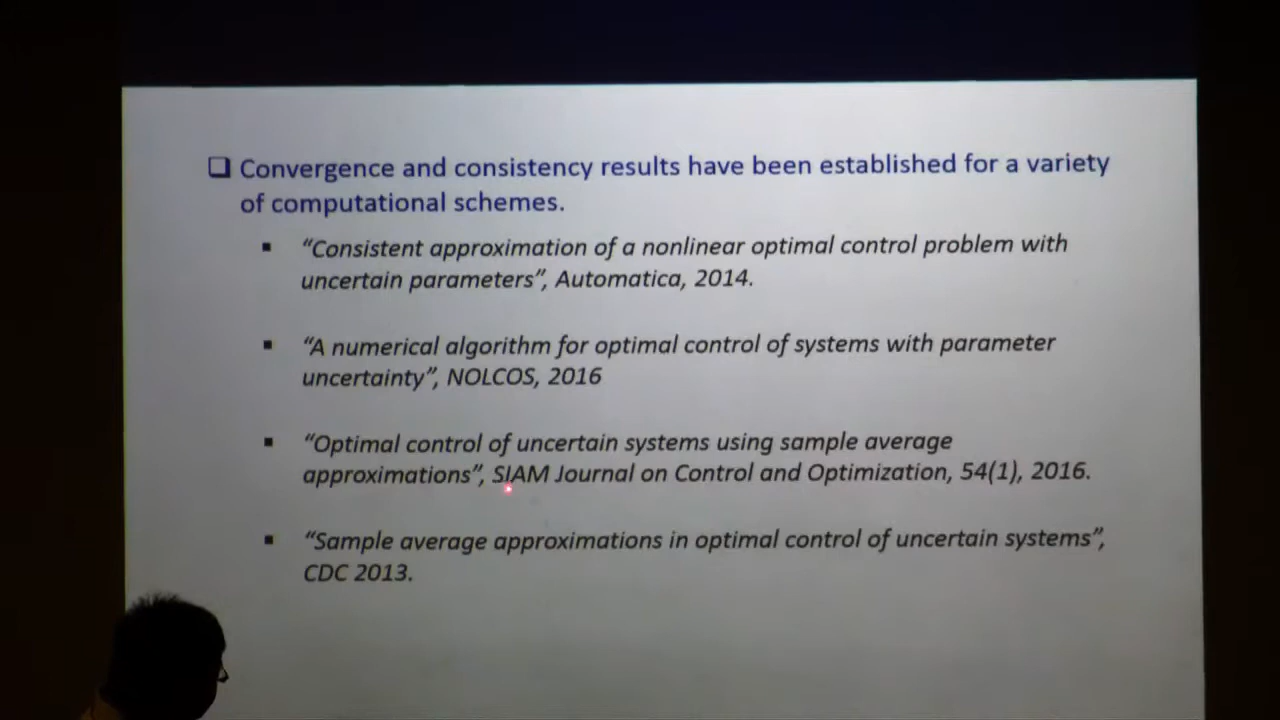 ❑ Convergence and consistency results have been established for a variety
of computational schemes.
▪ “Consistent approximation of a nonlinear optimal control problem with
uncertain parameters”, Automatica, 2014.
▪ “A numerical algorithm for optimal control of systems with parameter
uncertainty”, NOLCOS, 2016
▪ “Optimal control of uncertain systems using sample average
approximations”, SIAM Journal on Control and Optimization, 54(1), 2016.
▪ “Sample average approximations in optimal control of uncertain systems”,
CDC 2013.